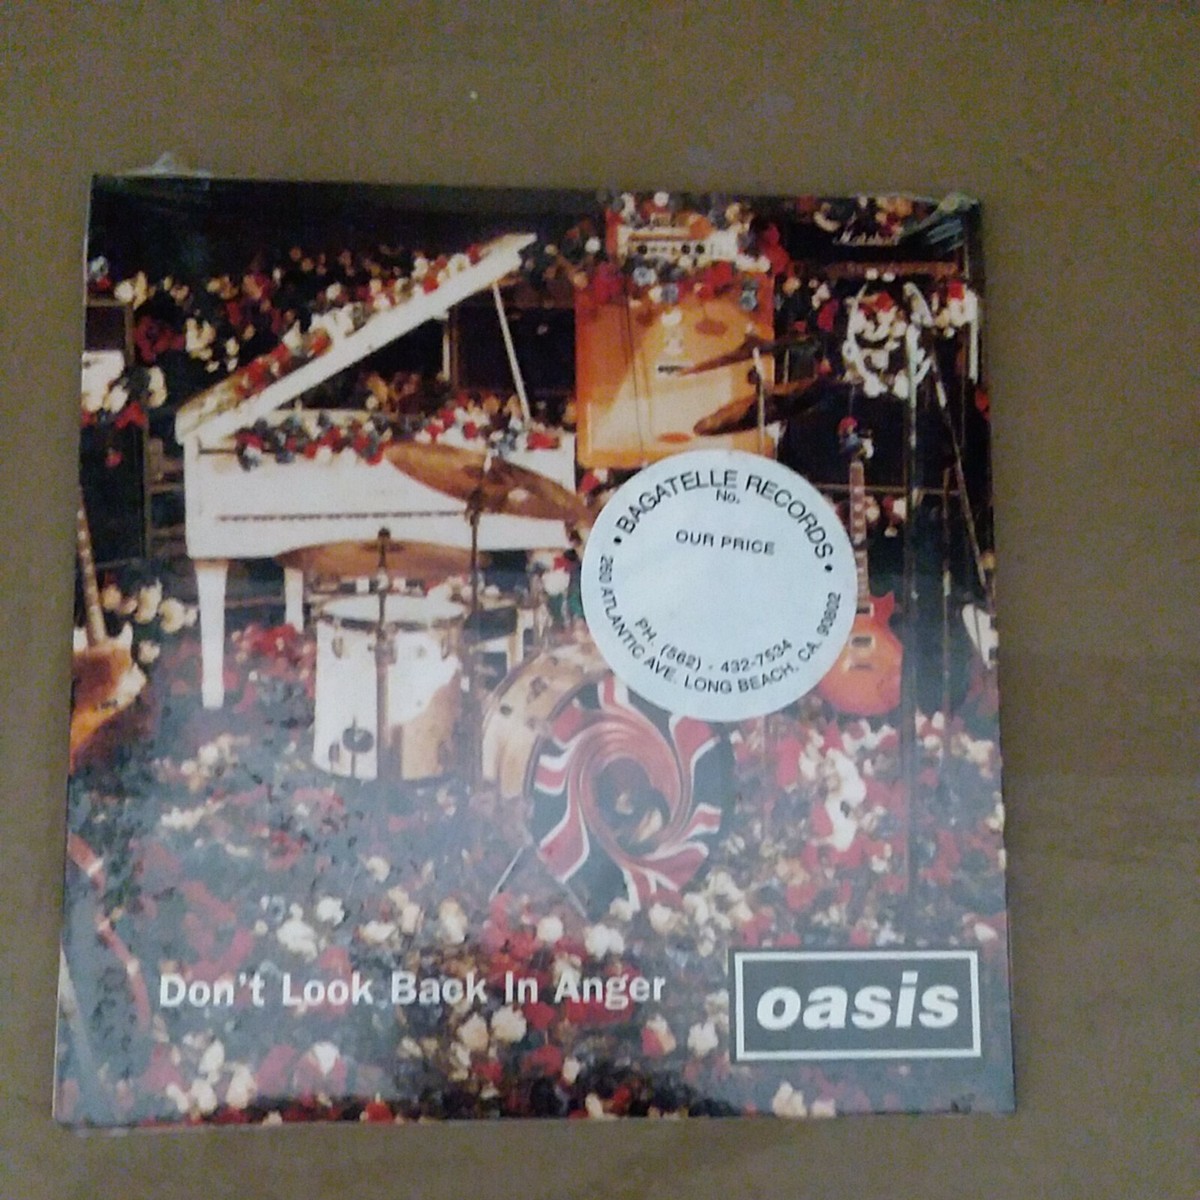 Marshall
• BAGATELLE RECORDS •
No.
OUR PRICE
PH. (562) - 432-7534
260 ATLANTIC AVE. LONG BEACH, CA. 90802
Don't Look Back In Anger
oasis